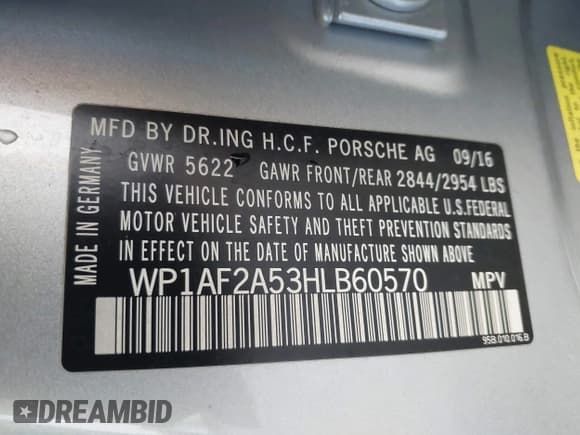 MFD BY DR.ING H.C.F. PORSCHE AG 09/16
GVWR 5622 GAWR FRONT/REAR 2844/2954 LBS
THIS VEHICLE CONFORMS TO ALL APPLICABLE U.S.FEDERAL
MOTOR VEHICLE SAFETY AND THEFT PREVENTION STANDARDS
IN EFFECT ON THE DATE OF MANUFACTURE SHOWN ABOVE.
WP1AF2A53HLB60570 MPV
MADE IN GERMANY
95B.010.016.B
DREAMBID